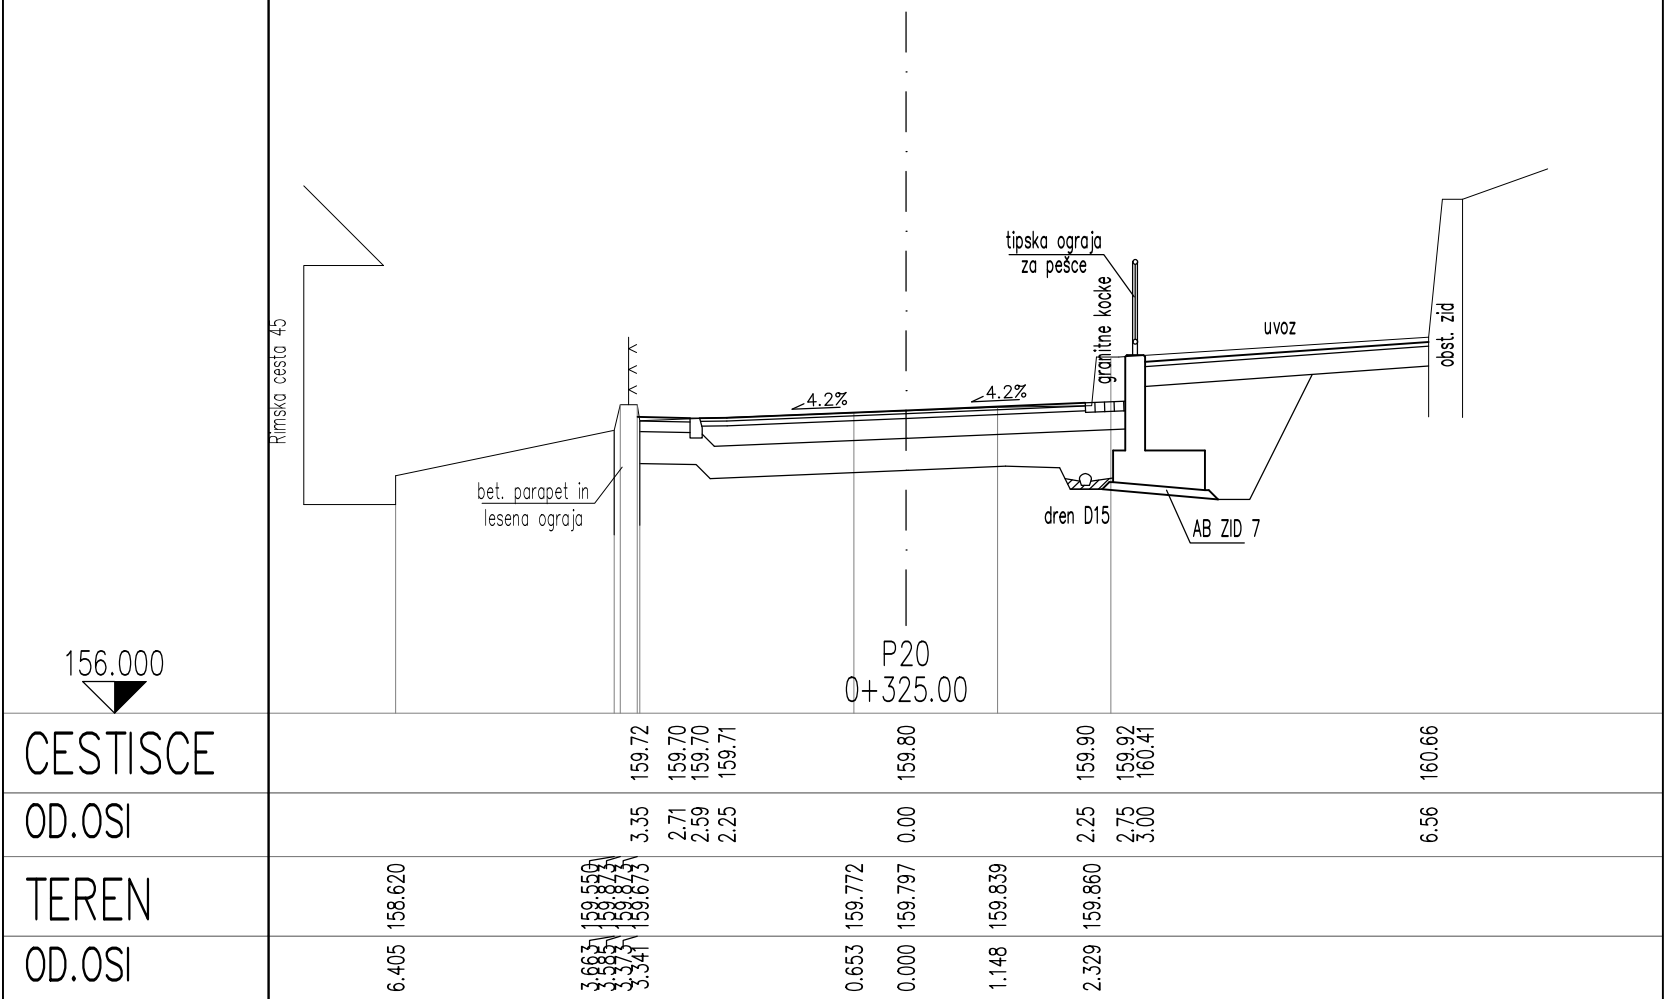 tipska ograja
za pešce
granitne kocke
uvoz
obst. zid
Rimska cesta 45
4.2%
4.2%
bet. parapet in
lesena ograja
dren D15
AB ZID 7
156.000
P20
0+325.00
CESTISCE
159.72
159.70
159.70
159.71
159.80
159.90
159.92
160.41
160.66
OD.OSI
3.35
2.71
2.59
2.25
0.00
2.25
2.75
3.00
6.56
TEREN
158.620
159.550
159.673
159.772
159.797
159.839
159.860
OD.OSI
6.405
3.663
3.341
0.653
0.000
1.148
2.329